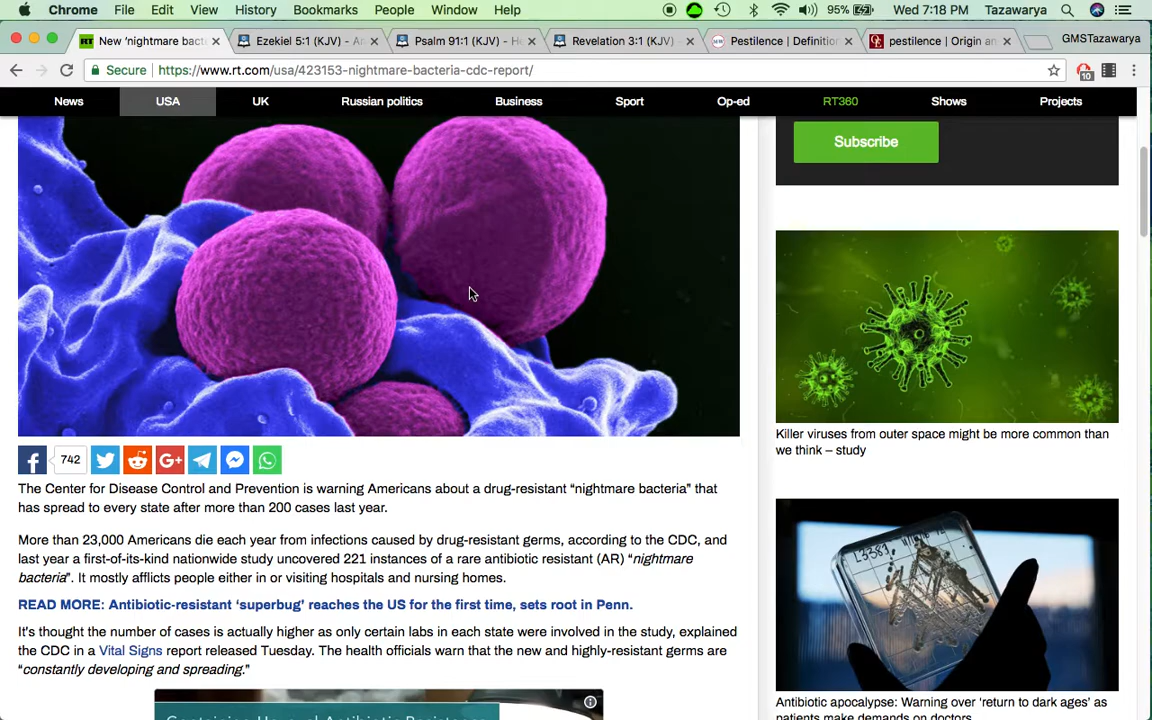 Chrome File Edit View History Bookmarks People Window Help 95% Wed 7:18 PM Tazawarya
RT New 'nightmare bact Ezekiel 5:1 (KJV) - An Psalm 91:1 (KJV) - He Revelation 3:1 (KJV) Pestilence | Definition pestilence | Origin an GMSTazawarya
Secure https://www.rt.com/usa/423153-nightmare-bacteria-cdc-report/ 10
News USA UK Russian politics Business Sport Op-ed RT360 Shows Projects
Subscribe
Killer viruses from outer space might be more common than
we think – study
742
The Center for Disease Control and Prevention is warning Americans about a drug-resistant “nightmare bacteria” that
has spread to every state after more than 200 cases last year.
More than 23,000 Americans die each year from infections caused by drug-resistant germs, according to the CDC, and
last year a first-of-its-kind nationwide study uncovered 221 instances of a rare antibiotic resistant (AR) “nightmare
bacteria”. It mostly afflicts people either in or visiting hospitals and nursing homes.
READ MORE: Antibiotic-resistant ‘superbug’ reaches the US for the first time, sets root in Penn.
It’s thought the number of cases is actually higher as only certain labs in each state were involved in the study, explained
the CDC in a Vital Signs report released Tuesday. The health officials warn that the new and highly-resistant germs are
“constantly developing and spreading.”
Containing Unusual Antibiotic Resistance
Antibiotic apocalypse: Warning over ‘return to dark ages’ as
patients make demands on doctors